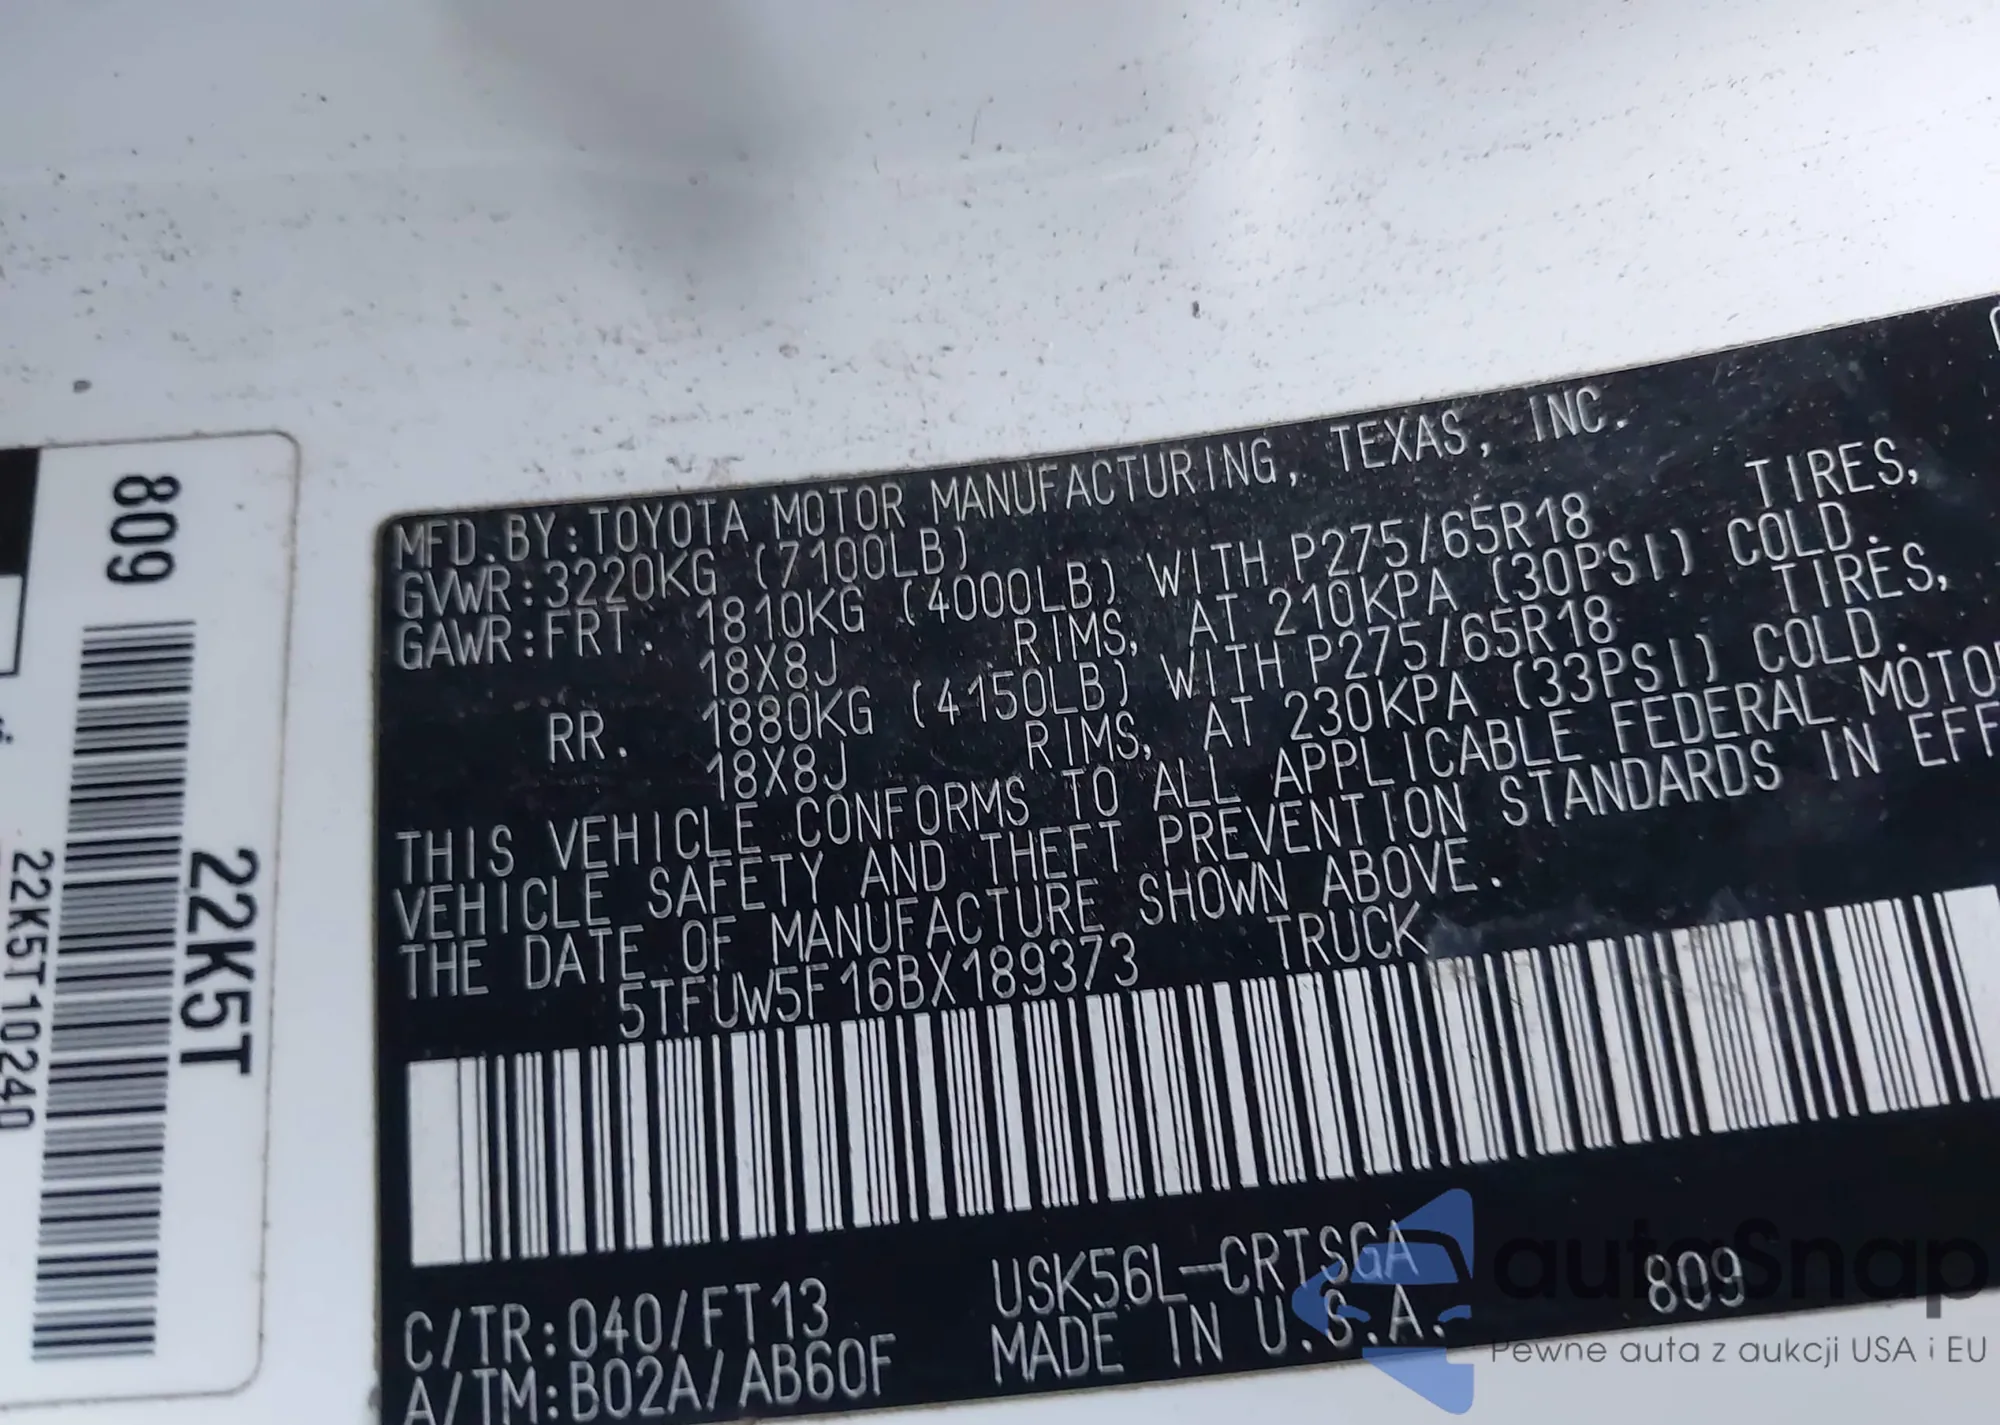 809
22K5T
22K5T10240
MFD.BY:TOYOTA MOTOR MANUFACTURING, TEXAS, INC.
GVWR:3220KG (7100LB)
GAWR:FRT. 1810KG (4000LB) WITH P275/65R18 TIRES,
18X8J RIMS, AT 210KPA (30PSI) COLD.
RR. 1880KG (4150LB) WITH P275/65R18 TIRES,
18X8J RIMS, AT 230KPA (33PSI) COLD.
THIS VEHICLE CONFORMS TO ALL APPLICABLE FEDERAL MOTOR
VEHICLE SAFETY AND THEFT PREVENTION STANDARDS IN EFF
THE DATE OF MANUFACTURE SHOWN ABOVE.
5TFUW5F16BX189373 TRUCK
C/TR:040/FT13 USK56L-CRTSGA
A/TM:B02A/AB60F MADE IN U.S.A. 809
autoSnap
Pewne auta z aukcji USA i EU